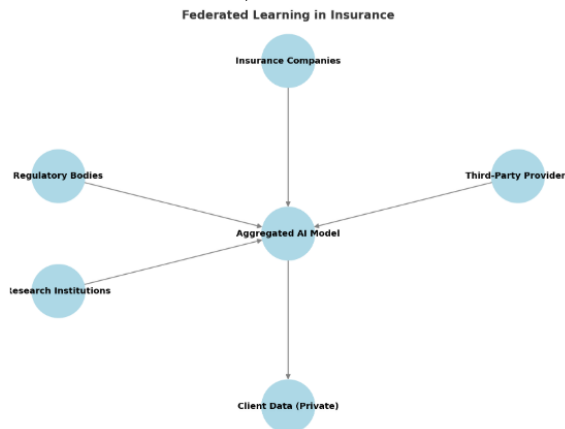 Federated Learning in Insurance
Insurance Companies
Regulatory Bodies
Third-Party Provider
Aggregated AI Model
esearch Institutions
Client Data (Private)